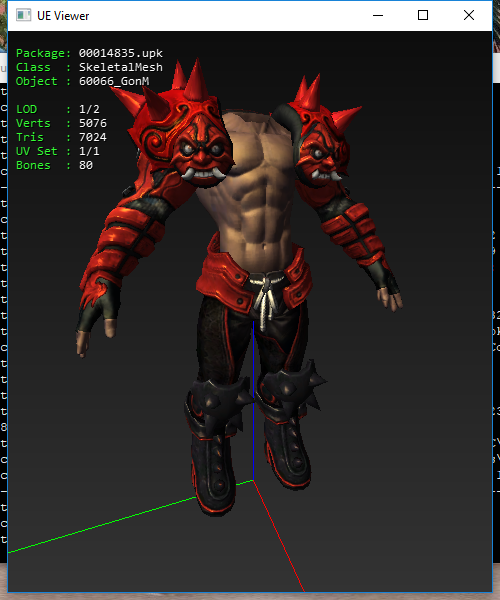 UE Viewer
Package: 00014835.upk
Class  : SkeletalMesh
Object : 60066_GonM
LOD    : 1/2
Verts  : 5076
Tris   : 7024
UV Set : 1/1
Bones  : 80